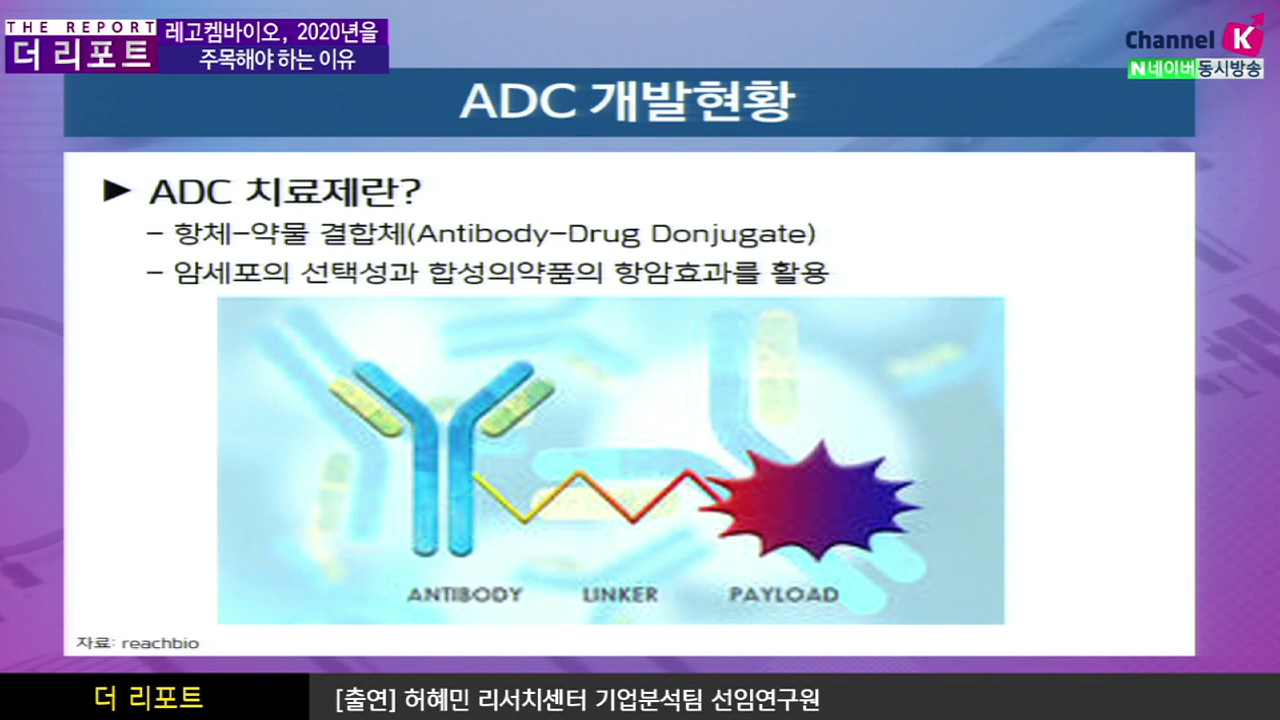 THE REPORT
더 리포트
레고켐바이오, 2020년을
주목해야 하는 이유
Channel K
N 네이버 동시방송
ADC 개발현황
▶ ADC 치료제란?
- 항체-약물 결합체(Antibody-Drug Donjugate)
- 암세포의 선택성과 합성의약품의 항암효과를 활용
ANTIBODY LINKER PAYLOAD
자료: reachbio
더 리포트
[출연] 허혜민 리서치센터 기업분석팀 선임연구원